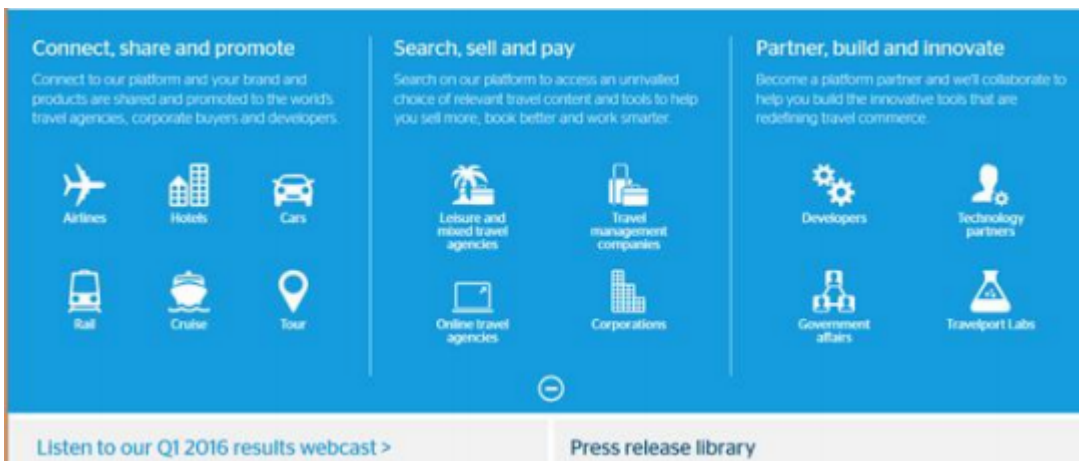 Connect, share and promote
Connect to our platform and your brand and
products are shared and promoted to the world's
travel agencies, corporate buyers and developers.
Airlines
Hotels
Cars
Rail
Cruise
Tour
Search, sell and pay
Search on our platform to access an unrivalled
choice of relevant travel content and tools to help
you sell more, book better and work smarter.
Leisure and
mixed travel
agencies
Travel
management
companies
Online travel
agencies
Corporations
Partner, build and innovate
Become a platform partner and we'll collaborate to
help you build the innovative tools that are
redefining travel commerce.
Developers
Technology
partners
Government
affairs
Travelport Labs
Listen to our Q1 2016 results webcast >
Press release library